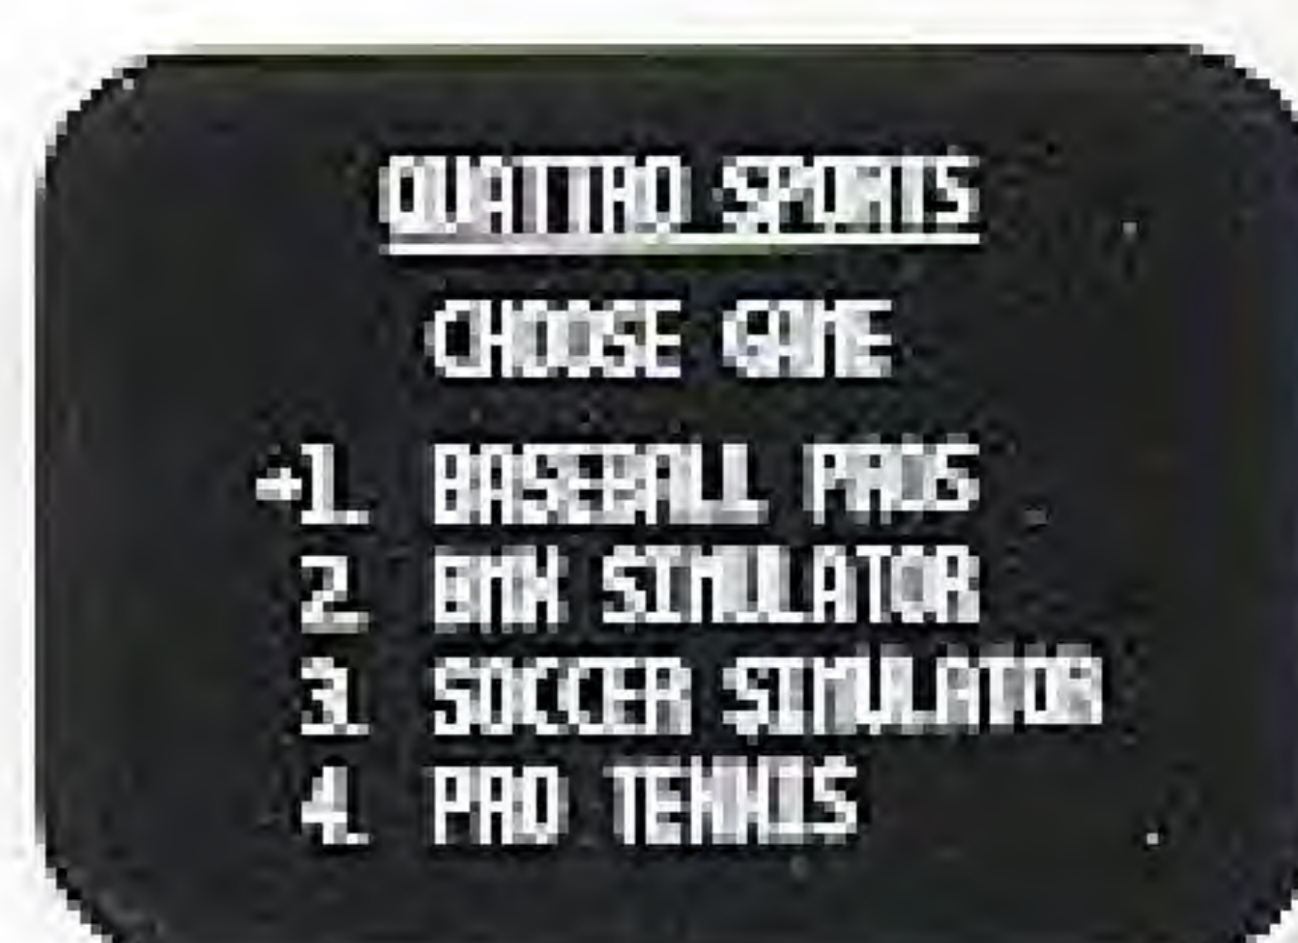 QUATTRO SPORTS
CHOOSE GAME
→1. BASEBALL PROS
2. BMX SIMULATOR
3. SOCCER SIMULATOR
4. PRO TENNIS